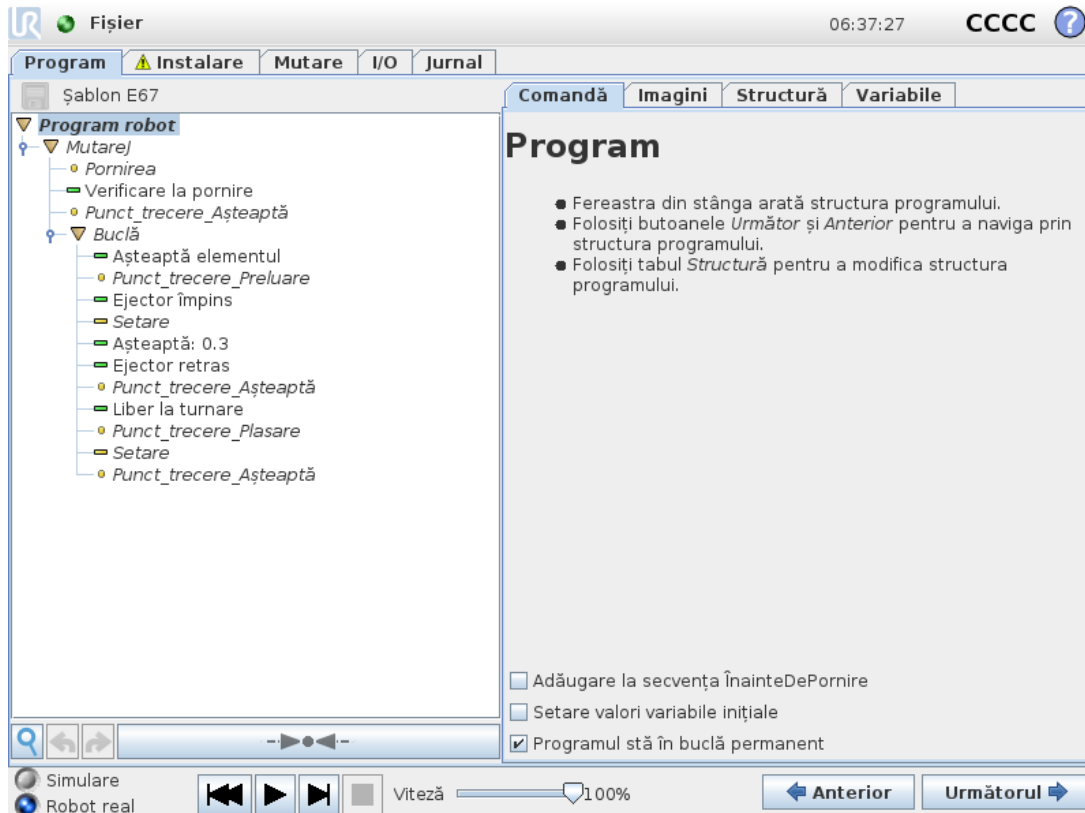 UR Fișier 06:37:27 CCCC ?
Program Instalare Mutare I/O Jurnal
Șablon E67
Program robot
MutareJ
Pornirea
Verificare la pornire
Punct_trecere_Așteaptă
Buclă
Așteaptă elementul
Punct_trecere_Preluare
Ejector împins
Setare
Așteaptă: 0.3
Ejector retras
Punct_trecere_Așteaptă
Liber la turnare
Punct_trecere_Plasare
Setare
Punct_trecere_Așteaptă
Comandă Imagini Structură Variabile
Program
Fereastra din stânga arată structura programului.
Folosiți butoanele Următor și Anterior pentru a naviga prin
structura programului.
Folosiți tabul Structură pentru a modifica structura
programului.
Adăugare la secvența ÎnainteDePornire
Setare valori variabile inițiale
Programul stă în buclă permanent
Simulare
Robot real
Viteză 100%
Anterior Următorul